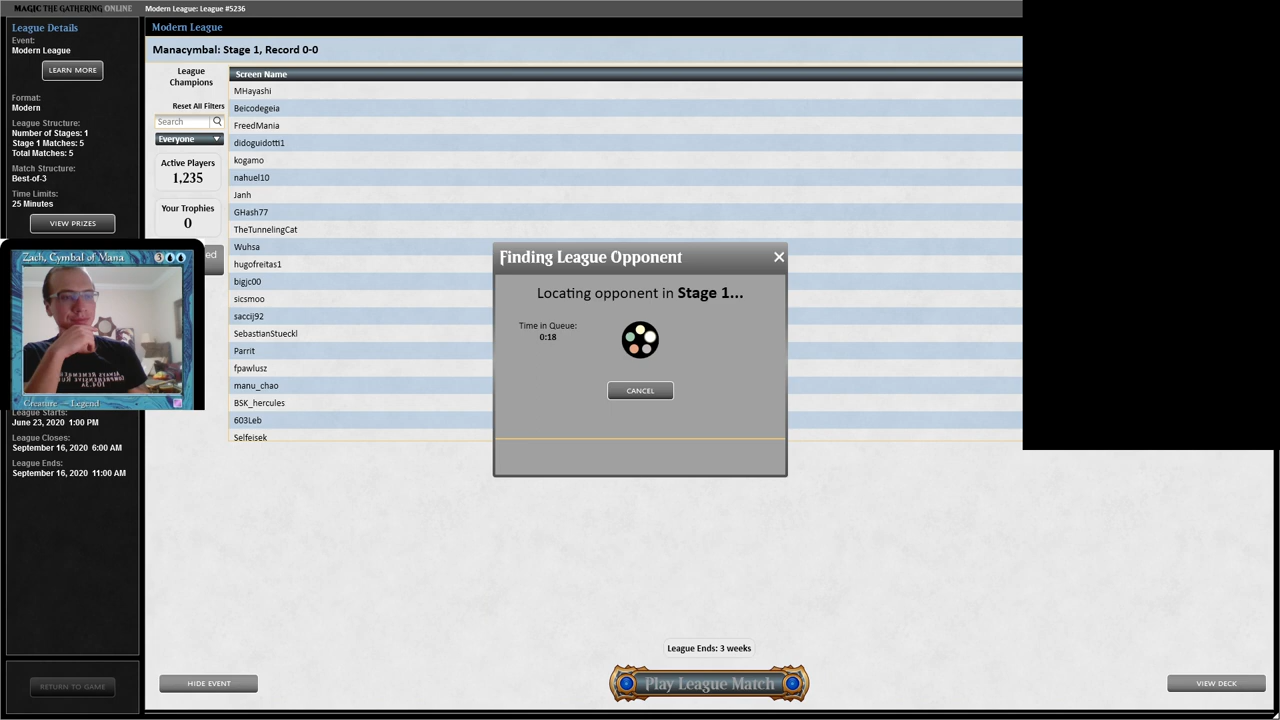 MAGIC THE GATHERING ONLINE
Modern League: League #5236
League Details
Event:
Modern League
LEARN MORE
Format:
Modern
League Structure:
Number of Stages: 1
Stage 1 Matches: 5
Total Matches: 5
Match Structure:
Best-of-3
Time Limits:
25 Minutes
VIEW PRIZES
Zach, Cymbal of Mana
3
Creature — Legend
League Starts:
June 23, 2020 1:00 PM
League Closes:
September 16, 2020 6:00 AM
League Ends:
September 16, 2020 11:00 AM
RETURN TO GAME
Modern League
Manacymbal: Stage 1, Record 0-0
League
Champions
Reset All Filters
Search
Everyone
Active Players
1,235
Your Trophies
0
ed
Screen Name
MHayashi
Beicodegeia
FreedMania
didoguidotti1
kogamo
nahuel10
Janh
GHash77
TheTunnelingCat
Wuhsa
hugofreitas1
bigjc00
sicsmoo
saccij92
SebastianStueckl
Parrit
fpawlusz
manu_chao
BSK_hercules
603Leb
Selfeisek
Finding League Opponent
Locating opponent in Stage 1...
Time in Queue:
0:18
CANCEL
League Ends: 3 weeks
HIDE EVENT
Play League Match
VIEW DECK